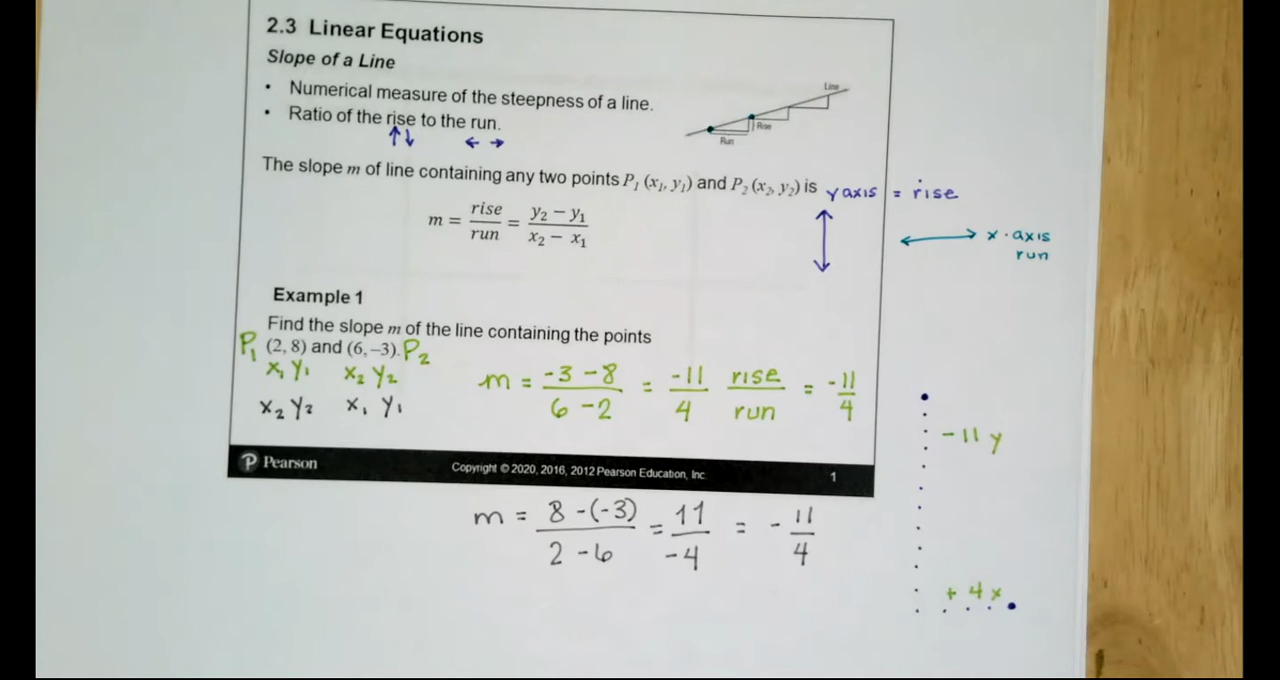 2.3 Linear Equations
Slope of a Line
• Numerical measure of the steepness of a line.
• Ratio of the rise to the run.
↑↓ ← →
Line
Rise
Run
The slope m of line containing any two points P₁ (x₁, y₁) and P₂ (x₂, y₂) is
y axis = rise
m = rise/run = (y₂ − y₁)/(x₂ − x₁)
x-axis
run
Example 1
Find the slope m of the line containing the points
P₁ (2, 8) and (6, −3). P₂
x₁ y₁ x₂ y₂
x₂ y₂ x₁ y₁
m = (-3 - 8)/(6 - 2) = -11/4 rise/run = -11/4
-11 y
Pearson
Copyright © 2020, 2016, 2012 Pearson Education, Inc.
1
m = (8 - (-3))/(2 - 6) = 11/-4 = - 11/4
+ 4 x